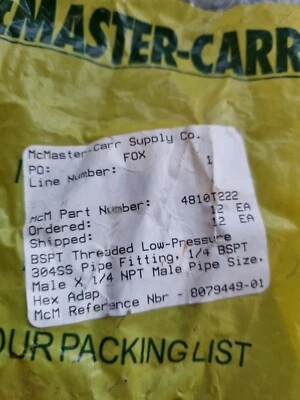 MASTER-CARR
McMaster-Carr Supply Co.
PO: FOX
Line Number: 1
McM Part Number: 4810T222
Ordered: 12 EA
Shipped: 12 EA
BSPT Threaded Low-Pressure
304SS Pipe Fitting, 1/4 BSPT
Male X 1/4 NPT Male Pipe Size,
Hex Adap
McM Reference Nbr - 8079449-01
OUR PACKING LIST